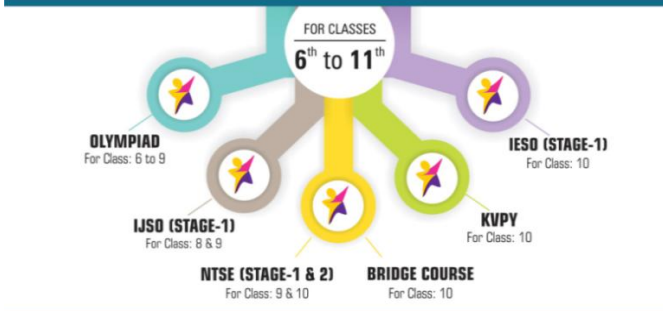 FOR CLASSES
6th to 11th
OLYMPIAD
For Class: 6 to 9
IESO (STAGE-1)
For Class: 10
IJSO (STAGE-1)
For Class: 8 & 9
KVPY
For Class: 10
NTSE (STAGE-1 & 2)
For Class: 9 & 10
BRIDGE COURSE
For Class: 10